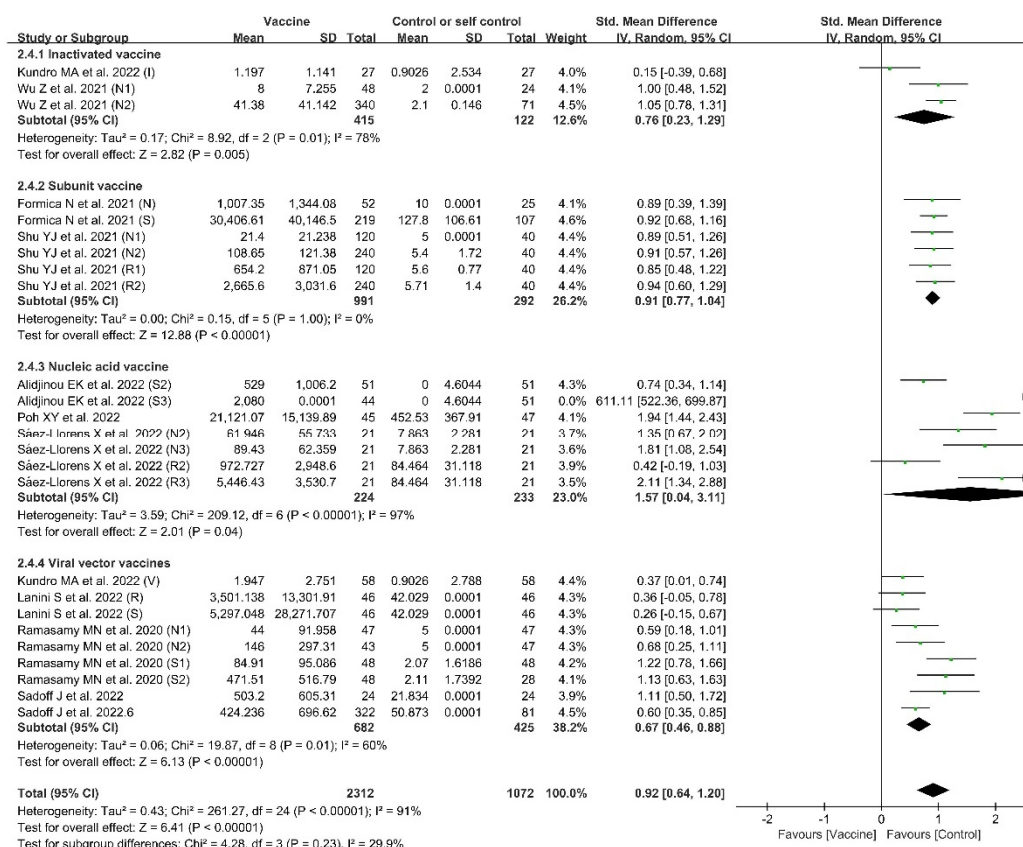 Vaccine Control or self control Std. Mean Difference Std. Mean Difference
Study or Subgroup Mean SD Total Mean SD Total Weight IV, Random, 95% CI IV, Random, 95% CI
2.4.1 Inactivated vaccine
Kundro MA et al. 2022 (I) 1.197 1.141 27 0.9026 2.534 27 4.0% 0.15 [-0.39, 0.68]
Wu Z et al. 2021 (N1) 8 7.255 48 2 0.0001 24 4.1% 1.00 [0.48, 1.52]
Wu Z et al. 2021 (N2) 41.38 41.142 340 2.1 0.146 71 4.5% 1.05 [0.78, 1.31]
Subtotal (95% CI) 415 122 12.6% 0.76 [0.23, 1.29]
Heterogeneity: Tau² = 0.17; Chi² = 8.92, df = 2 (P = 0.01); I² = 78%
Test for overall effect: Z = 2.82 (P = 0.005)
2.4.2 Subunit vaccine
Formica N et al. 2021 (N) 1,007.35 1,344.08 52 10 0.0001 25 4.1% 0.89 [0.39, 1.39]
Formica N et al. 2021 (S) 30,406.61 40,146.5 219 127.8 106.61 107 4.6% 0.92 [0.68, 1.16]
Shu YJ et al. 2021 (N1) 21.4 21.238 120 5 0.0001 40 4.4% 0.89 [0.51, 1.26]
Shu YJ et al. 2021 (N2) 108.65 121.38 240 5.4 1.72 40 4.4% 0.91 [0.57, 1.26]
Shu YJ et al. 2021 (R1) 654.2 871.05 120 5.6 0.77 40 4.4% 0.85 [0.48, 1.22]
Shu YJ et al. 2021 (R2) 2,665.6 3,031.6 240 5.71 1.4 40 4.4% 0.94 [0.60, 1.29]
Subtotal (95% CI) 991 292 26.2% 0.91 [0.77, 1.04]
Heterogeneity: Tau² = 0.00; Chi² = 0.15, df = 5 (P = 1.00); I² = 0%
Test for overall effect: Z = 12.88 (P < 0.00001)
2.4.3 Nucleic acid vaccine
Alidjinou EK et al. 2022 (S2) 529 1,006.2 51 0 4.6044 51 4.3% 0.74 [0.34, 1.14]
Alidjinou EK et al. 2022 (S3) 2,080 0.0001 44 0 4.6044 51 0.0% 611.11 [522.36, 699.87]
Poh XY et al. 2022 21,121.07 15,139.89 45 452.53 367.91 47 4.1% 1.94 [1.44, 2.43]
Sáez-Llorens X et al. 2022 (N2) 61.946 55.733 21 7.863 2.281 21 3.7% 1.35 [0.67, 2.02]
Sáez-Llorens X et al. 2022 (N3) 89.43 62.359 21 7.863 2.281 21 3.6% 1.81 [1.08, 2.54]
Sáez-Llorens X et al. 2022 (R2) 972.727 2,948.6 21 84.464 31.118 21 3.9% 0.42 [-0.19, 1.03]
Sáez-Llorens X et al. 2022 (R3) 5,446.43 3,530.7 21 84.464 31.118 21 3.5% 2.11 [1.34, 2.88]
Subtotal (95% CI) 224 233 23.0% 1.57 [0.04, 3.11]
Heterogeneity: Tau² = 3.59; Chi² = 209.12, df = 6 (P < 0.00001); I² = 97%
Test for overall effect: Z = 2.01 (P = 0.04)
2.4.4 Viral vector vaccines
Kundro MA et al. 2022 (V) 1.947 2.751 58 0.9026 2.788 58 4.4% 0.37 [0.01, 0.74]
Lanini S et al. 2022 (R) 3,501.138 13,301.91 46 42.029 0.0001 46 4.3% 0.36 [-0.05, 0.78]
Lanini S et al. 2022 (S) 5,297.048 28,271.707 46 42.029 0.0001 46 4.3% 0.26 [-0.15, 0.67]
Ramasamy MN et al. 2020 (N1) 44 91.958 47 5 0.0001 47 4.3% 0.59 [0.18, 1.01]
Ramasamy MN et al. 2020 (N2) 146 297.31 43 5 0.0001 47 4.3% 0.68 [0.25, 1.11]
Ramasamy MN et al. 2020 (S1) 84.91 95.086 48 2.07 1.6186 48 4.2% 1.22 [0.78, 1.66]
Ramasamy MN et al. 2020 (S2) 471.51 516.79 48 2.11 1.7392 28 4.1% 1.13 [0.63, 1.63]
Sadoff J et al. 2022 503.2 605.31 24 21.834 0.0001 24 3.9% 1.11 [0.50, 1.72]
Sadoff J et al. 2022.6 424.236 696.62 322 50.873 0.0001 81 4.5% 0.60 [0.35, 0.85]
Subtotal (95% CI) 682 425 38.2% 0.67 [0.46, 0.88]
Heterogeneity: Tau² = 0.06; Chi² = 19.87, df = 8 (P = 0.01); I² = 60%
Test for overall effect: Z = 6.13 (P < 0.00001)
Total (95% CI) 2312 1072 100.0% 0.92 [0.64, 1.20]
Heterogeneity: Tau² = 0.43; Chi² = 261.27, df = 24 (P < 0.00001); I² = 91%
Test for overall effect: Z = 6.41 (P < 0.00001)
Test for subgroup differences: Chi² = 4.28, df = 3 (P = 0.23), I² = 29.9%
-2 -1 0 1 2
Favours [Vaccine] Favours [Control]